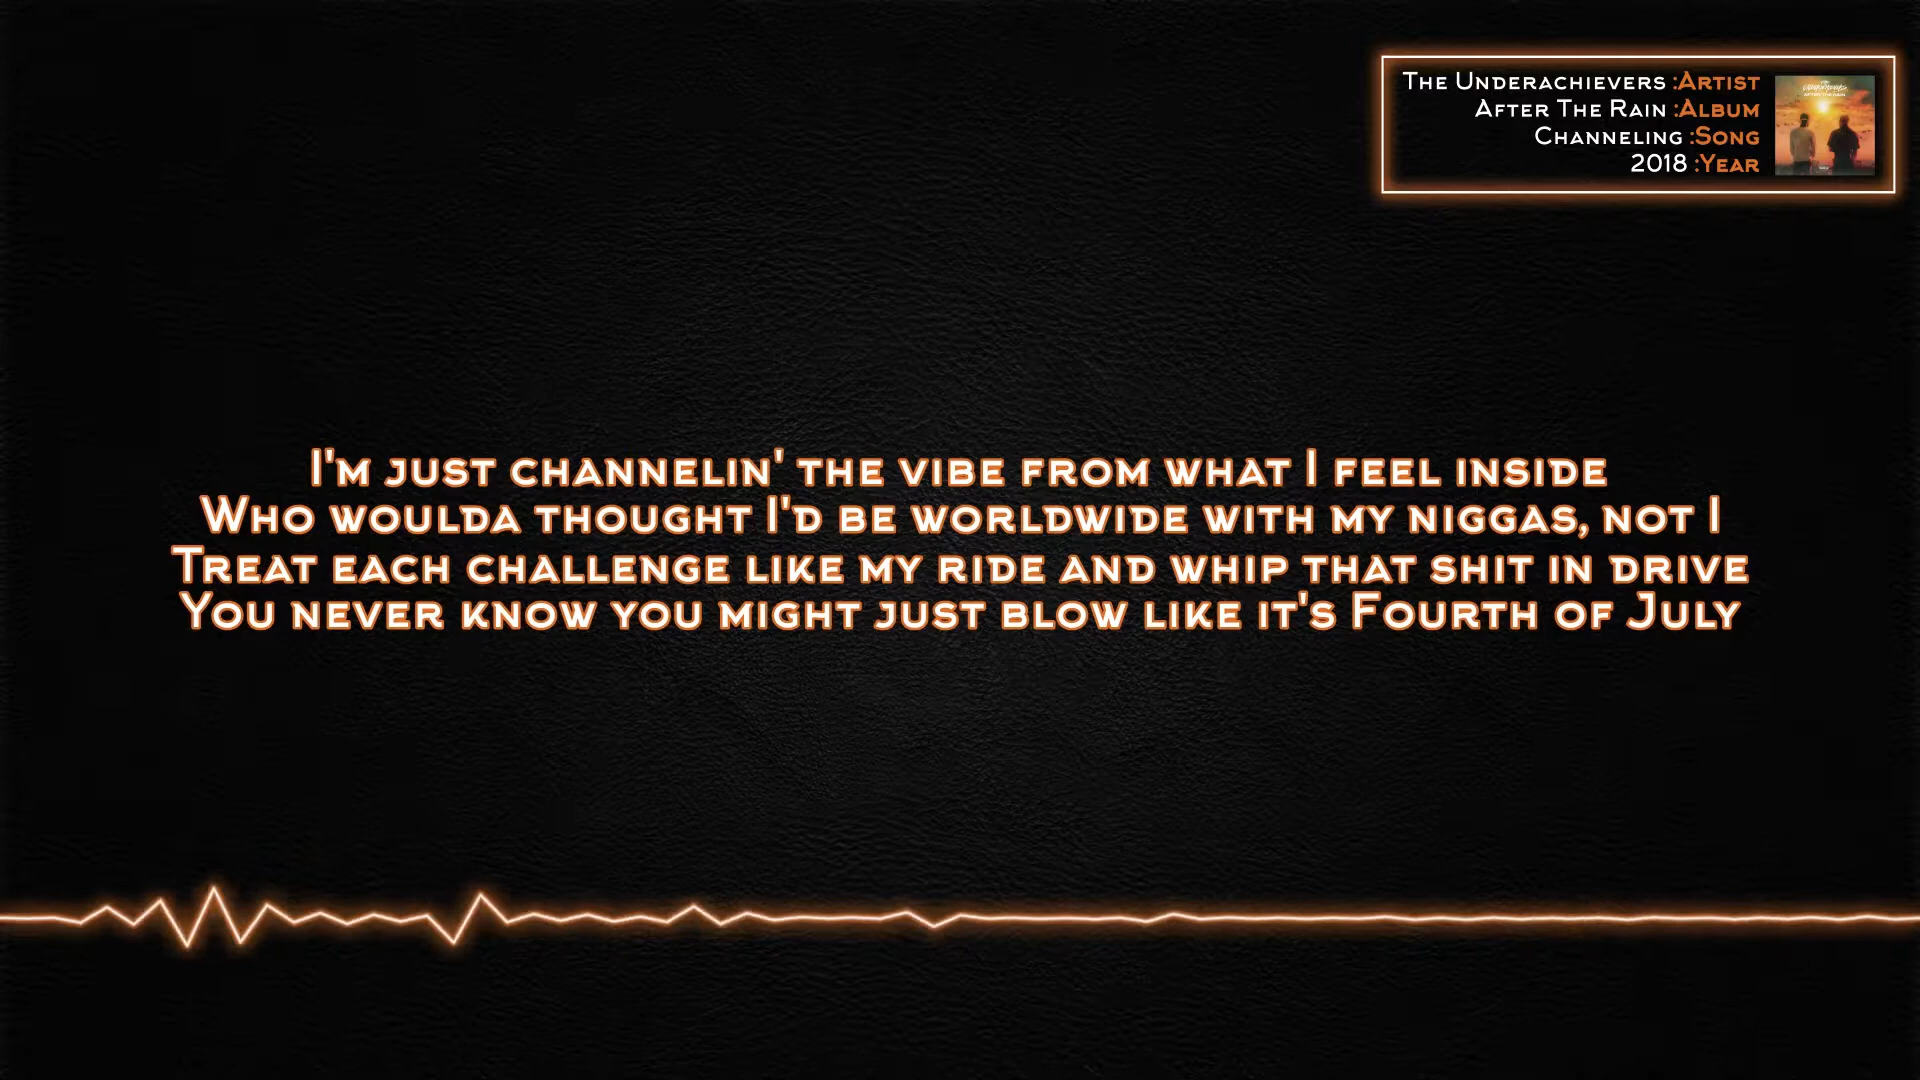 The Underachievers :Artist
After The Rain :Album
Channeling :Song
2018 :Year
I'm just channelin' the vibe from what I feel inside
Who woulda thought I'd be worldwide with my niggas, not I
Treat each challenge like my ride and whip that shit in drive
You never know you might just blow like it's Fourth of July